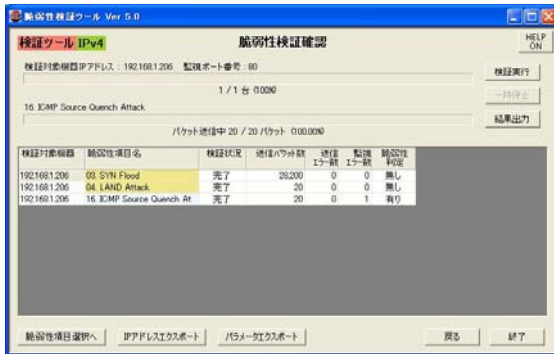 脆弱性検証ツール Ver 5.0
検証ツール IPv4
脆弱性検証確認
HELP
ON
検証対象機器IPアドレス : 192.168.1.206 監視ポート番号 : 80
検証実行
1 / 1 台 (100%)
一時停止
16. ICMP Source Quench Attack
結果出力
パケット送信中 20 / 20 パケット (100.00%)
検証対象機器 脆弱性項目名 検証状況 送信パケット数 送信エラー数 監視エラー数 脆弱性判定
192.168.1.206 03. SYN Flood 完了 28,200 0 0 無し
192.168.1.206 04. LAND Attack 完了 20 0 0 無し
192.168.1.206 16. ICMP Source Quench At 完了 20 0 1 有り
脆弱性項目選択へ IPアドレスエクスポート パラメータエクスポート 戻る 終了